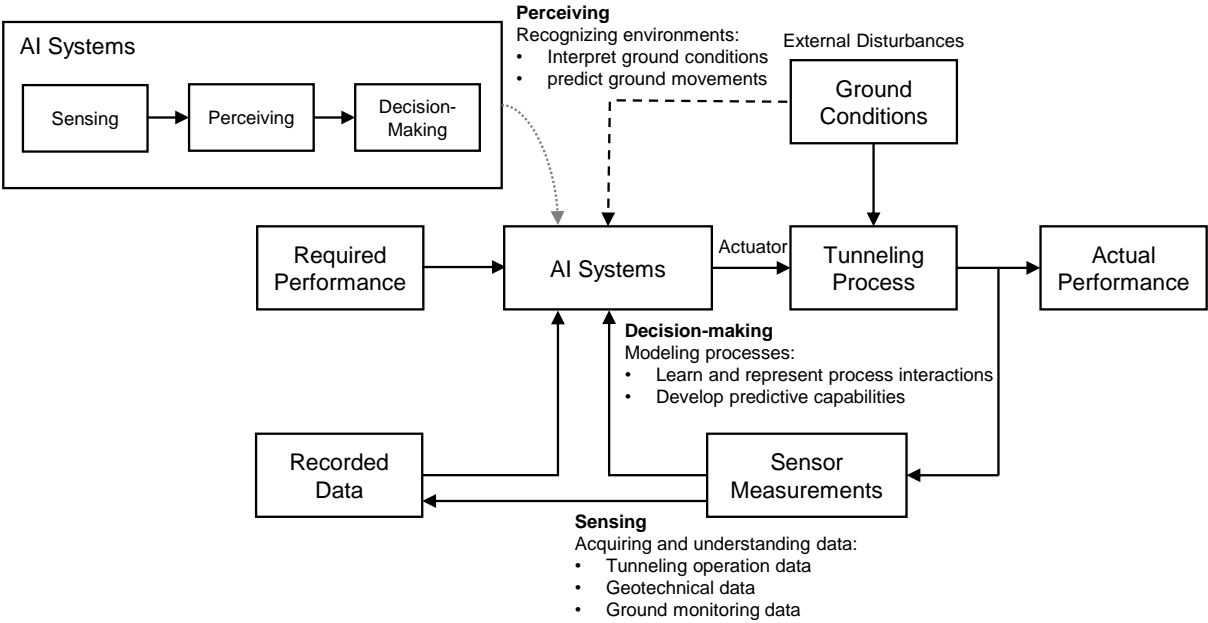 AI Systems
Sensing
Perceiving
Decision-
Making
Perceiving
Recognizing environments:
• Interpret ground conditions
• predict ground movements
External Disturbances
Ground
Conditions
Required
Performance
AI Systems
Actuator
Tunneling
Process
Actual
Performance
Decision-making
Modeling processes:
• Learn and represent process interactions
• Develop predictive capabilities
Recorded
Data
Sensor
Measurements
Sensing
Acquiring and understanding data:
• Tunneling operation data
• Geotechnical data
• Ground monitoring data